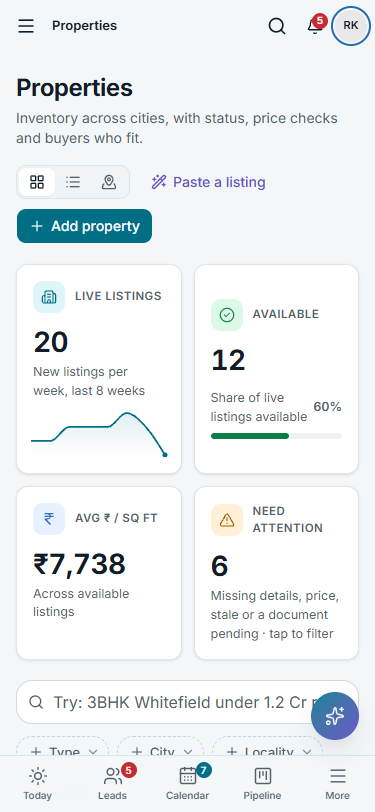 Properties
5
RK
Properties
Inventory across cities, with status, price checks
and buyers who fit.
Paste a listing
Add property
LIVE LISTINGS
20
New listings per
week, last 8 weeks
AVAILABLE
12
Share of live
listings available
60%
AVG ₹ / SQ FT
₹7,738
Across available
listings
NEED
ATTENTION
6
Missing details, price,
stale or a document
pending · tap to filter
Try: 3BHK Whitefield under 1.2 Cr
Type
City
Locality
Today
5
Leads
7
Calendar
Pipeline
More